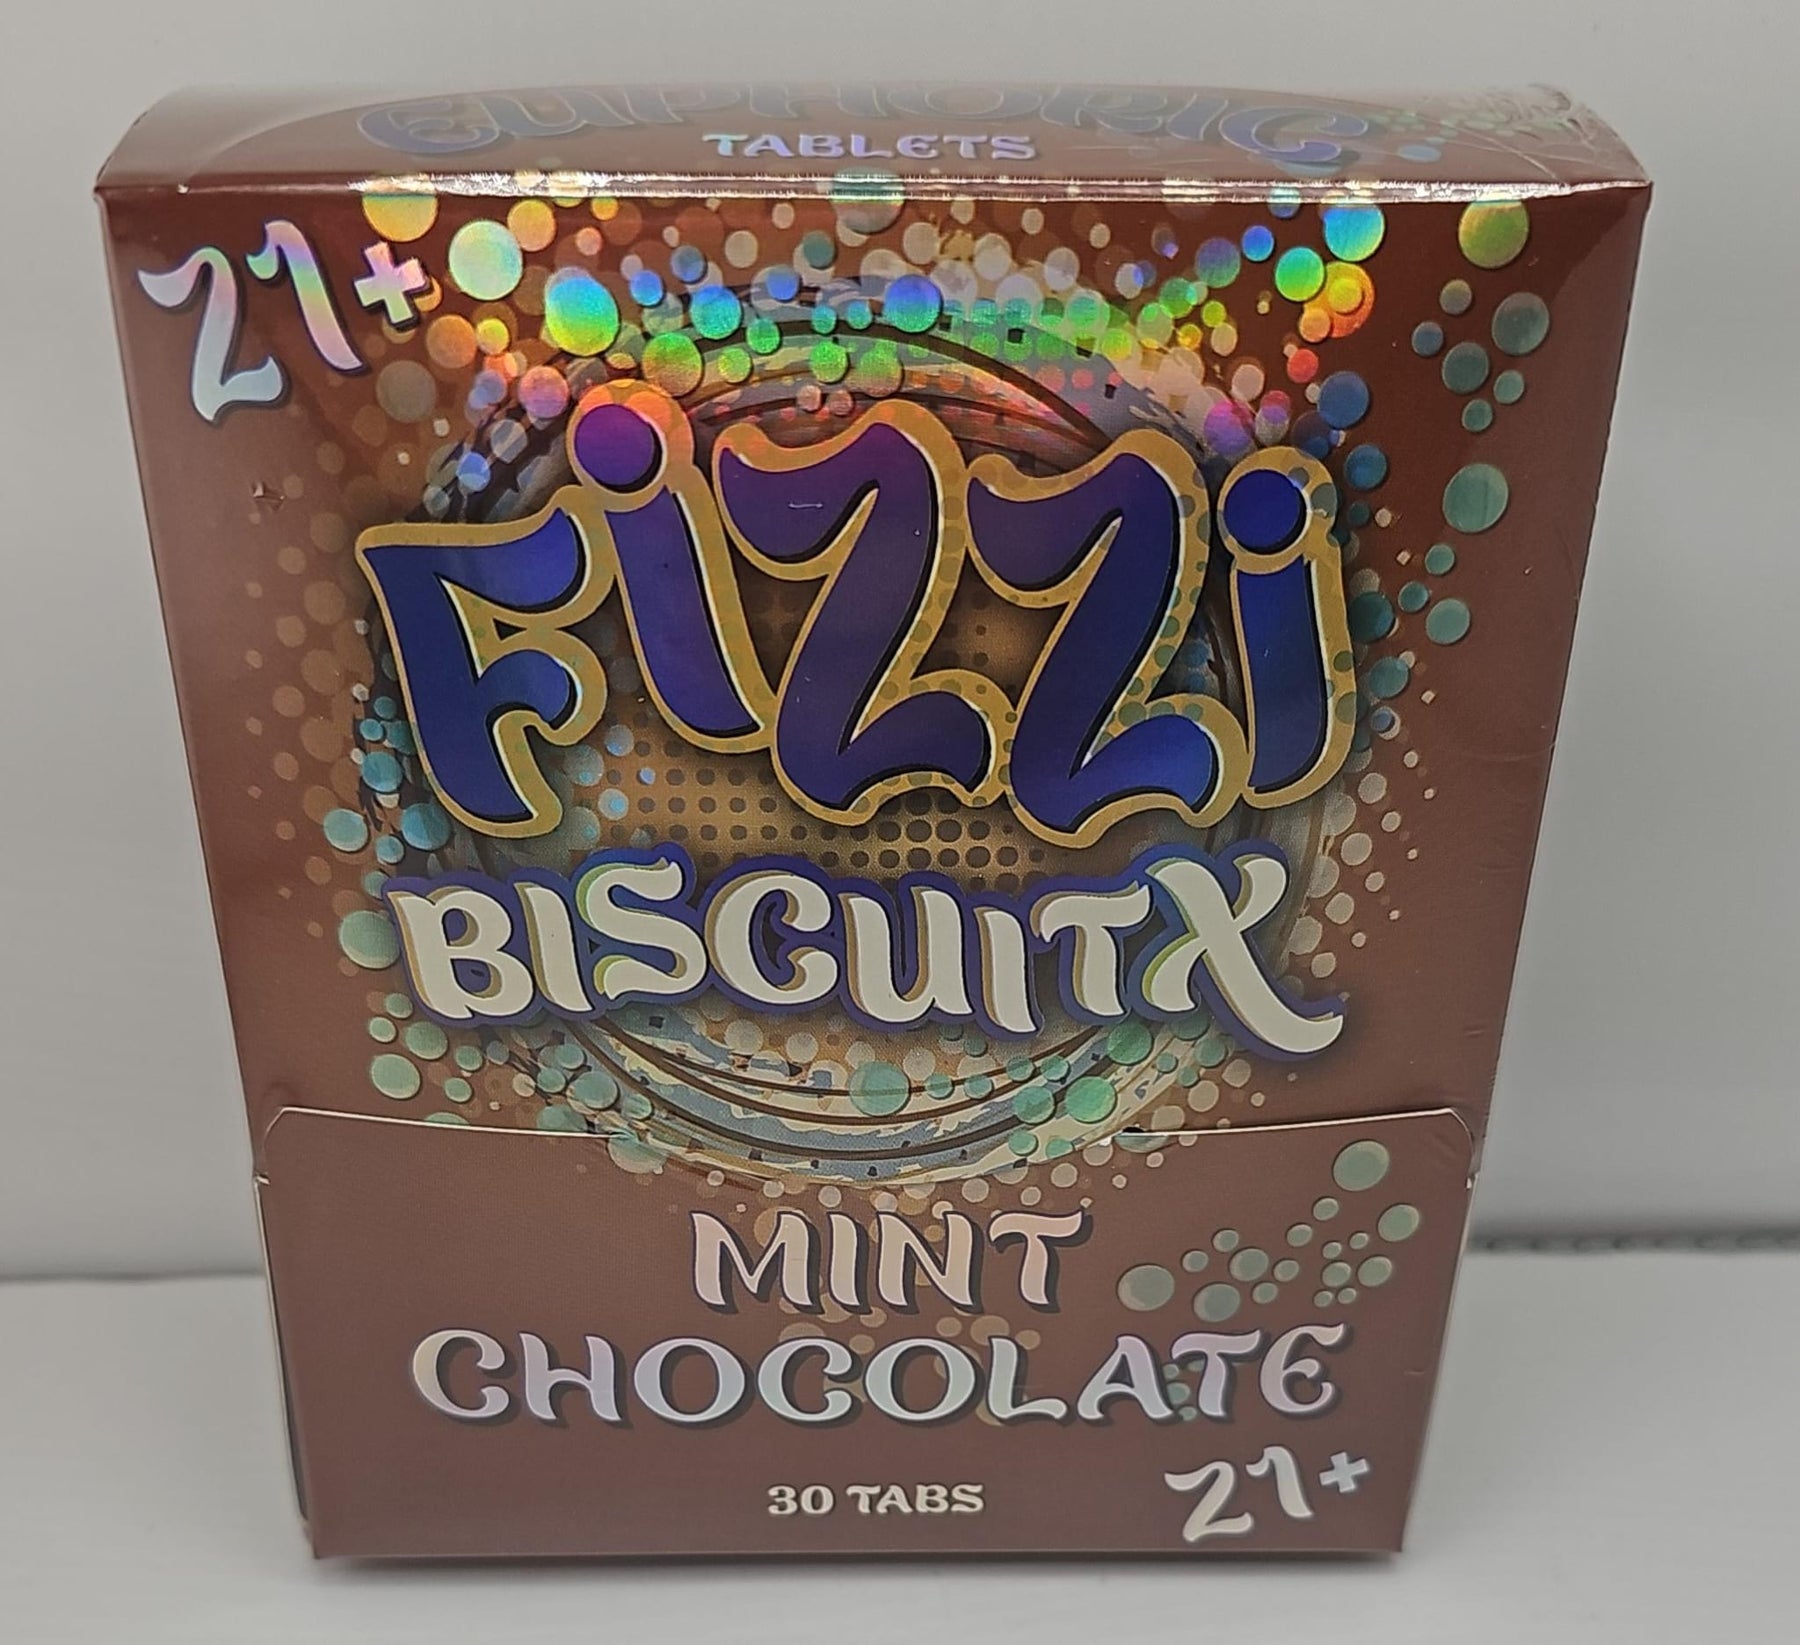 EUPHORIC
TABLETS
21+
FIZZI
BISCUITX
MINT
CHOCOLATE
30 TABS
21+